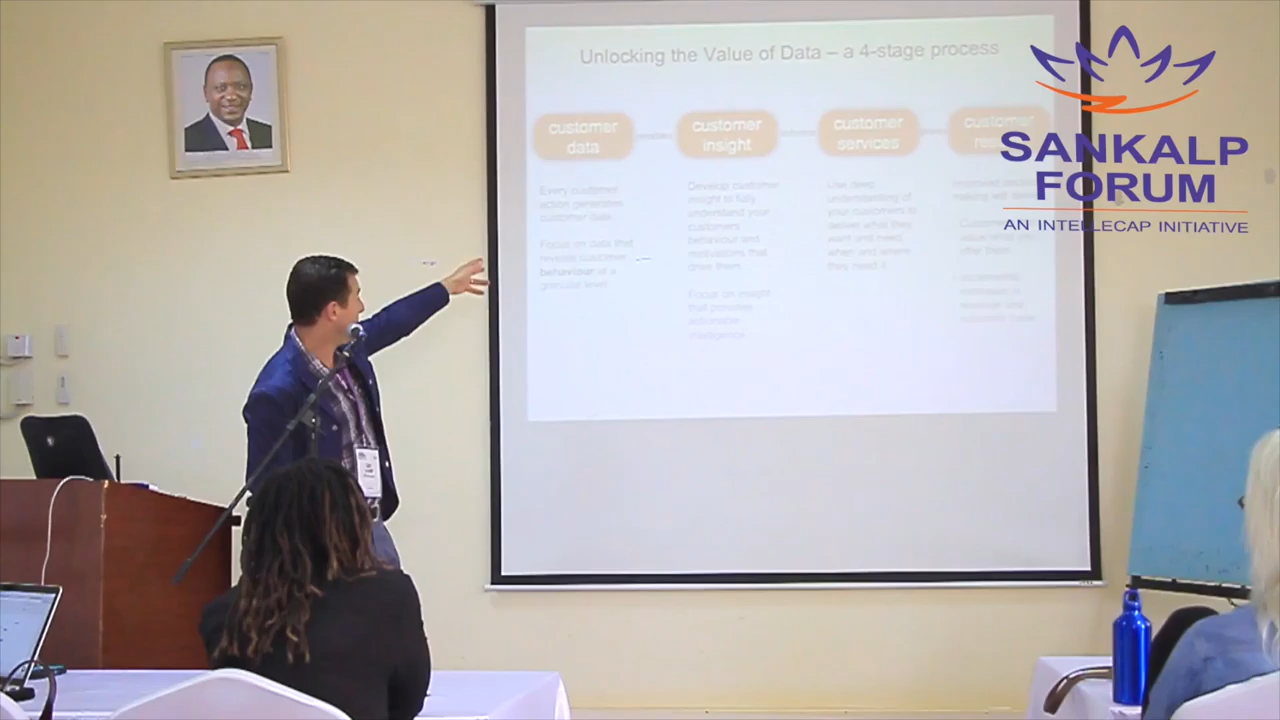 Unlocking the Value of Data – a 4-stage process
customer
data
customer
insight
customer
services
customer
Every customer
action generates
customer data
Focus on data that
reveals customer
behaviour at a
granular level
Develop customer
insight to fully
understand your
customers
behaviour and
motivations that
drive them
Focus on insight
that provides
actionable
intelligence
Use deep
understanding of
your customers to
deliver what they
want and need,
when and where
they need it
SANKALP
FORUM
AN INTELLECAP INITIATIVE